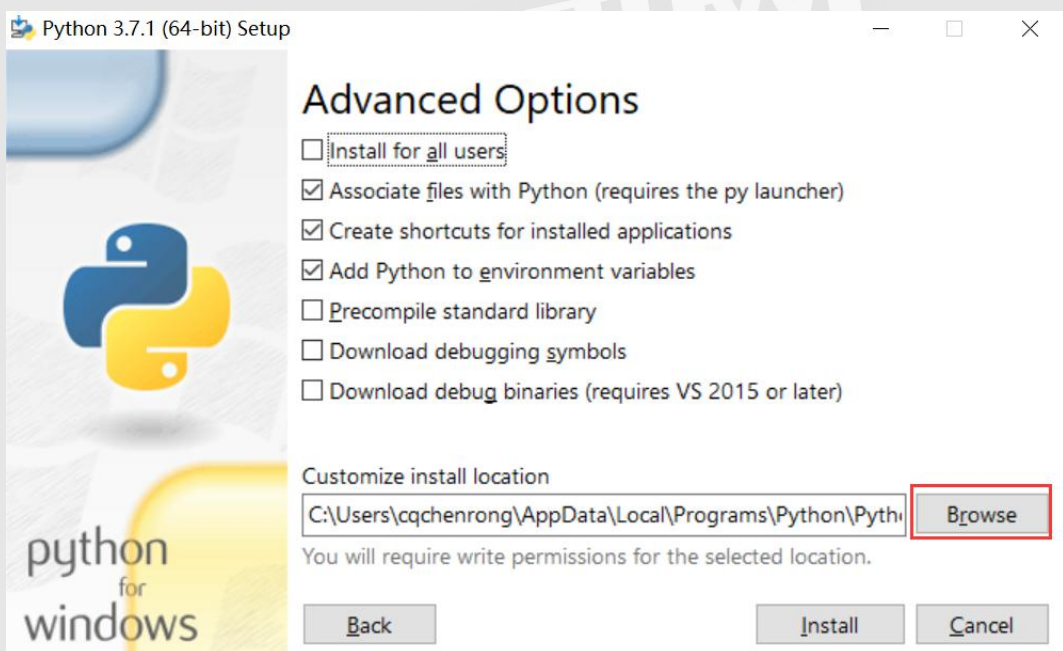 Python 3.7.1 (64-bit) Setup
Advanced Options
Install for all users
Associate files with Python (requires the py launcher)
Create shortcuts for installed applications
Add Python to environment variables
Precompile standard library
Download debugging symbols
Download debug binaries (requires VS 2015 or later)
Customize install location
C:\Users\cqchenrong\AppData\Local\Programs\Python\Pyth
Browse
You will require write permissions for the selected location.
python
for
windows
Back
Install
Cancel